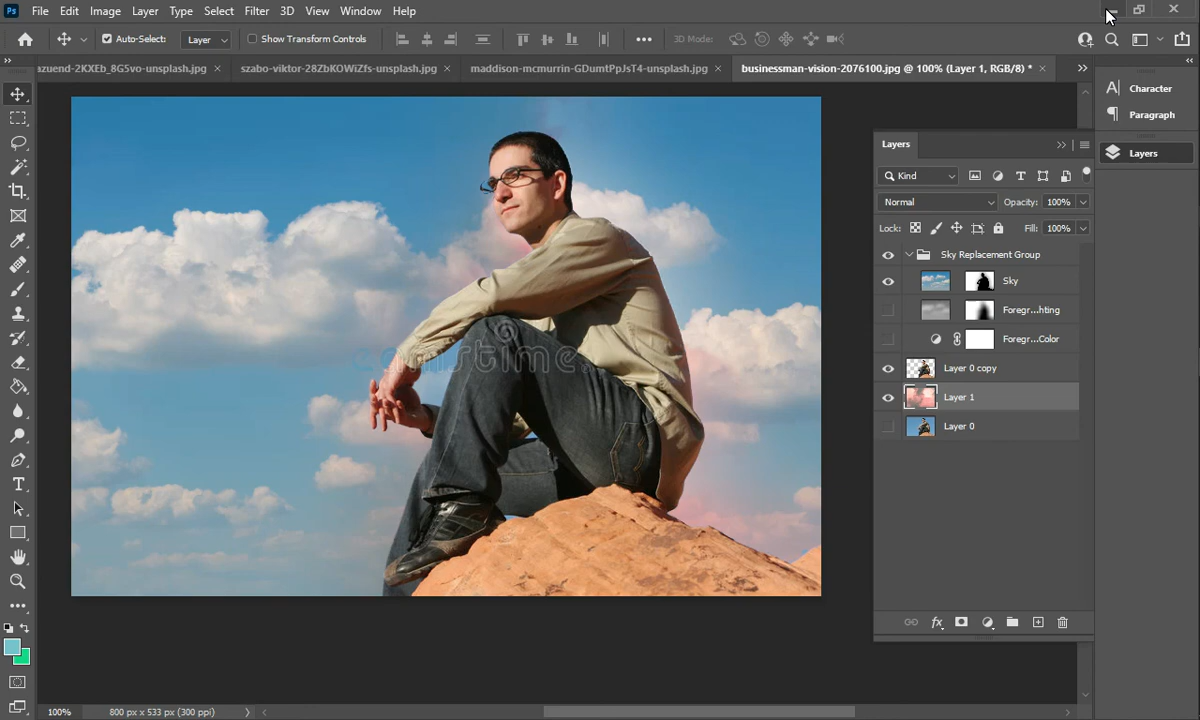 Ps File Edit Image Layer Type Select Filter 3D View Window Help
Auto-Select: Layer Show Transform Controls 3D Mode:
azuend-2KXEb_8G5vo-unsplash.jpg szabo-viktor-28ZbKOWiZfs-unsplash.jpg maddison-mcmurrin-GDumtPpJsT4-unsplash.jpg businessman-vision-2076100.jpg @ 100% (Layer 1, RGB/8) *
Character
Paragraph
Layers
Layers
Kind
Normal Opacity: 100%
Lock: Fill: 100%
Sky Replacement Group
Sky
Foregr...hting
Foregr...Color
Layer 0 copy
Layer 1
Layer 0
fx
100% 800 px x 533 px (300 ppi)